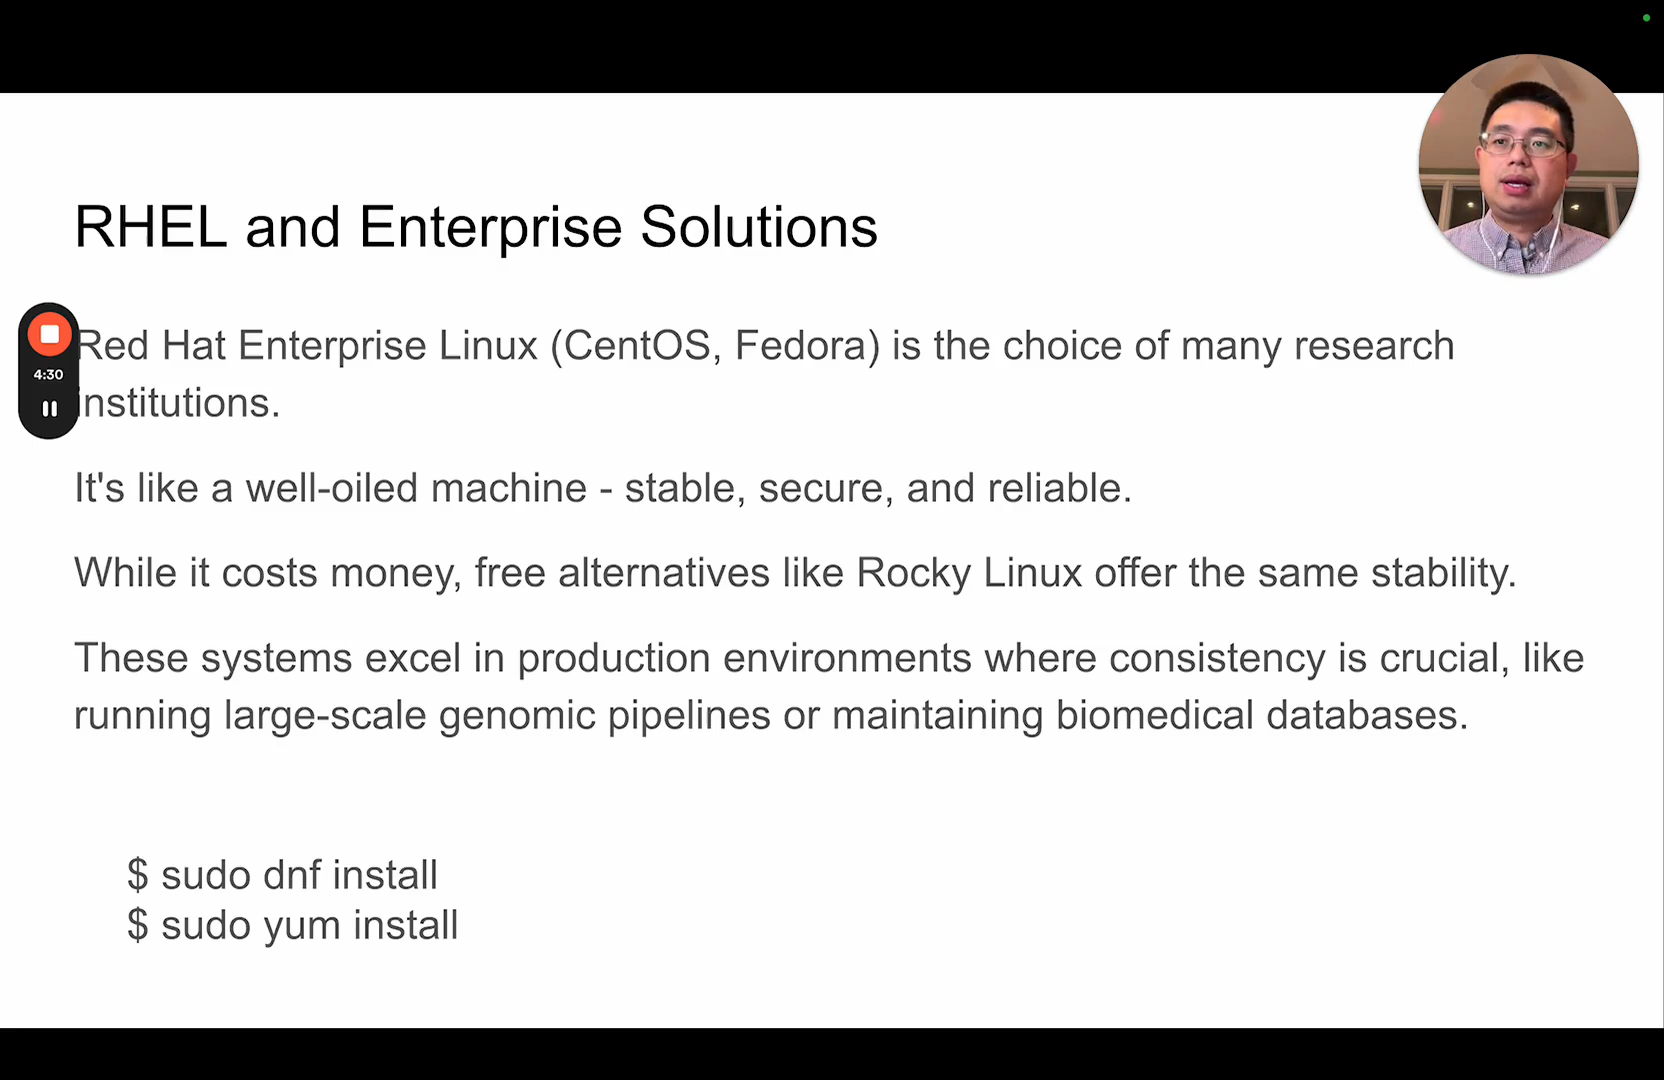 RHEL and Enterprise Solutions
Red Hat Enterprise Linux (CentOS, Fedora) is the choice of many research
institutions.
4:30
It's like a well-oiled machine - stable, secure, and reliable.
While it costs money, free alternatives like Rocky Linux offer the same stability.
These systems excel in production environments where consistency is crucial, like
running large-scale genomic pipelines or maintaining biomedical databases.
$ sudo dnf install
$ sudo yum install